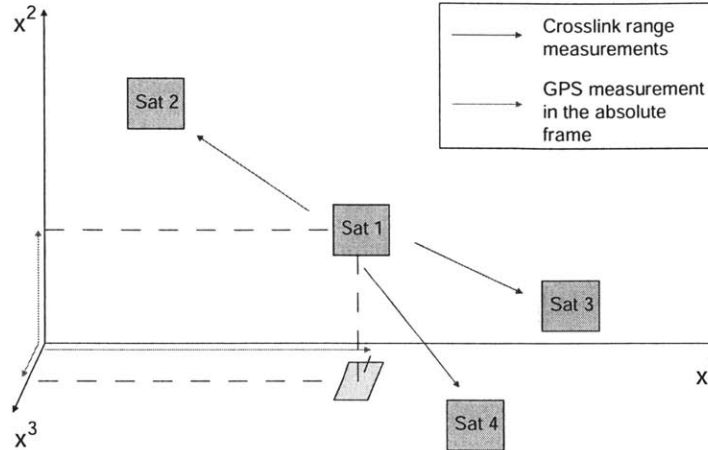 x²
Crosslink range
measurements
GPS measurement
in the absolute
frame
Sat 2
Sat 1
Sat 3
x
Sat 4
x³